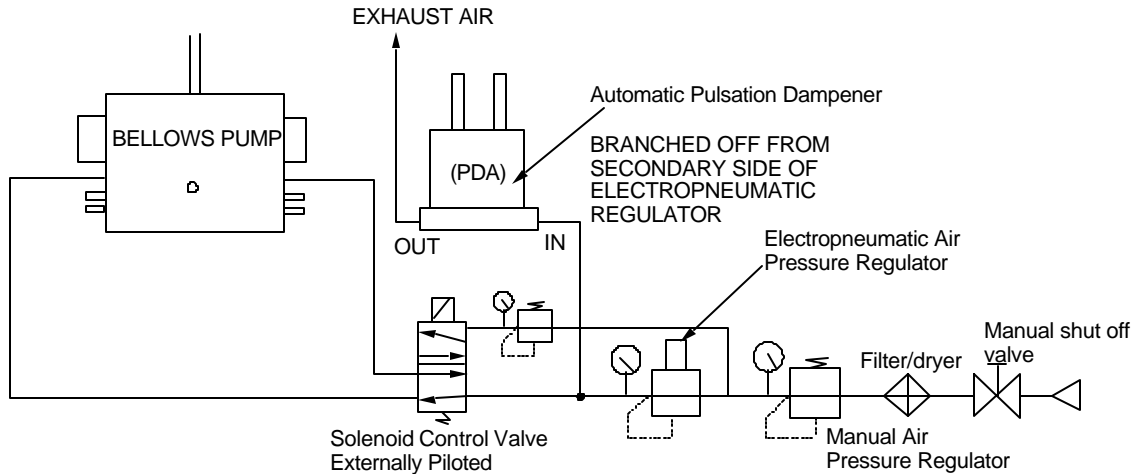 EXHAUST AIR
BELLOWS PUMP
Automatic Pulsation Dampener
(PDA)
BRANCHED OFF FROM
SECONDARY SIDE OF
ELECTROPNEUMATIC
REGULATOR
OUT
IN
Electropneumatic Air
Pressure Regulator
Manual shut off
valve
Filter/dryer
Solenoid Control Valve
Externally Piloted
Manual Air
Pressure Regulator